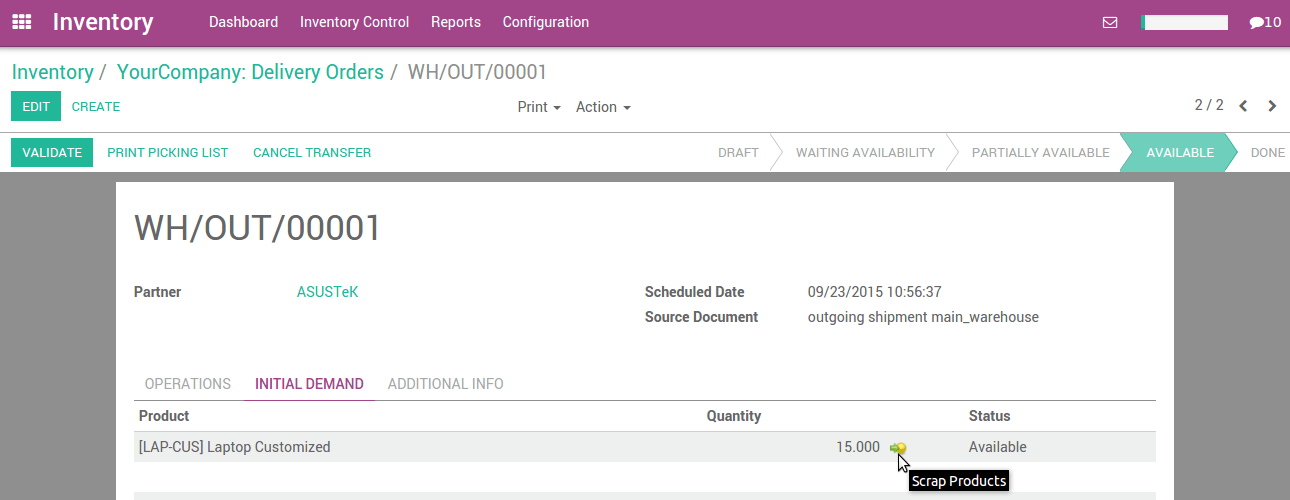 Inventory Dashboard Inventory Control Reports Configuration 10
Inventory / YourCompany: Delivery Orders / WH/OUT/00001
EDIT CREATE Print Action 2 / 2
VALIDATE PRINT PICKING LIST CANCEL TRANSFER DRAFT WAITING AVAILABILITY PARTIALLY AVAILABLE AVAILABLE DONE
WH/OUT/00001
Partner ASUSTeK Scheduled Date 09/23/2015 10:56:37
Source Document outgoing shipment main_warehouse
OPERATIONS INITIAL DEMAND ADDITIONAL INFO
Product Quantity Status
[LAP-CUS] Laptop Customized 15.000 Available
Scrap Products